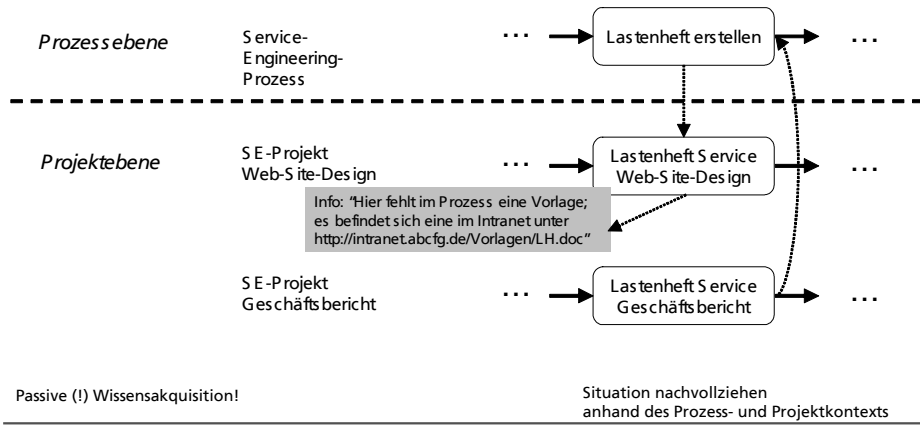 Prozessebene
Service-
Engineering-
Prozess
... Lastenheft erstellen ...
Projektebene
SE-Projekt
Web-Site-Design
... Lastenheft Service
Web-Site-Design ...
Info: “Hier fehlt im Prozess eine Vorlage;
es befindet sich eine im Intranet unter
http://intranet.abcfg.de/Vorlagen/LH.doc”
SE-Projekt
Geschäftsbericht
... Lastenheft Service
Geschäftsbericht ...
Passive (!) Wissensakquisition!
Situation nachvollziehen
anhand des Prozess- und Projektkontexts